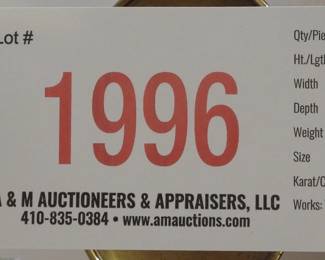 Lot #
1996
A & M AUCTIONEERS & APPRAISERS, LLC
410-835-0384 • www.amauctions.com
Qty/Pie
Ht./Lgth
Width
Depth
Weight
Size
Karat/C
Works: